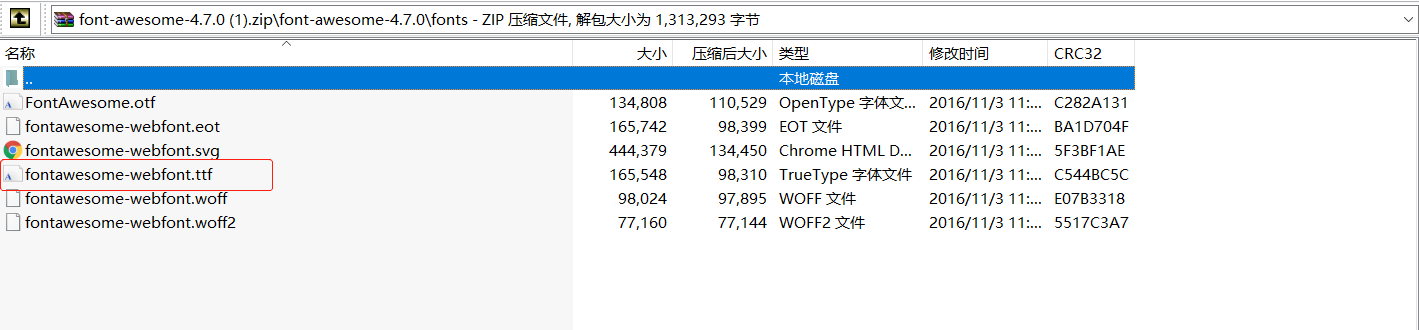 font-awesome-4.7.0 (1).zip\font-awesome-4.7.0\fonts - ZIP 压缩文件, 解包大小为 1,313,293 字节
名称 大小 压缩后大小 类型 修改时间 CRC32
.. 本地磁盘
FontAwesome.otf 134,808 110,529 OpenType 字体文... 2016/11/3 11:... C282A131
fontawesome-webfont.eot 165,742 98,399 EOT 文件 2016/11/3 11:... BA1D704F
fontawesome-webfont.svg 444,379 134,450 Chrome HTML D... 2016/11/3 11:... 5F3BF1AE
fontawesome-webfont.ttf 165,548 98,310 TrueType 字体文件 2016/11/3 11:... C544BC5C
fontawesome-webfont.woff 98,024 97,895 WOFF 文件 2016/11/3 11:... E07B3318
fontawesome-webfont.woff2 77,160 77,144 WOFF2 文件 2016/11/3 11:... 5517C3A7